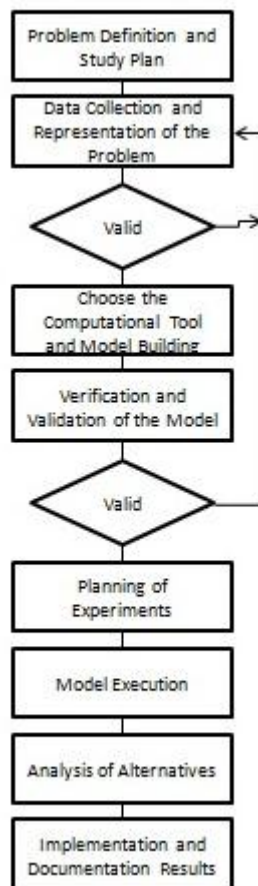 Problem Definition and
Study Plan
Data Collection and
Representation of the
Problem
Valid
Choose the
Computational Tool
and Model Building
Verification and
Validation of the Model
Valid
Planning of
Experiments
Model Execution
Analysis of Alternatives
Implementation and
Documentation Results